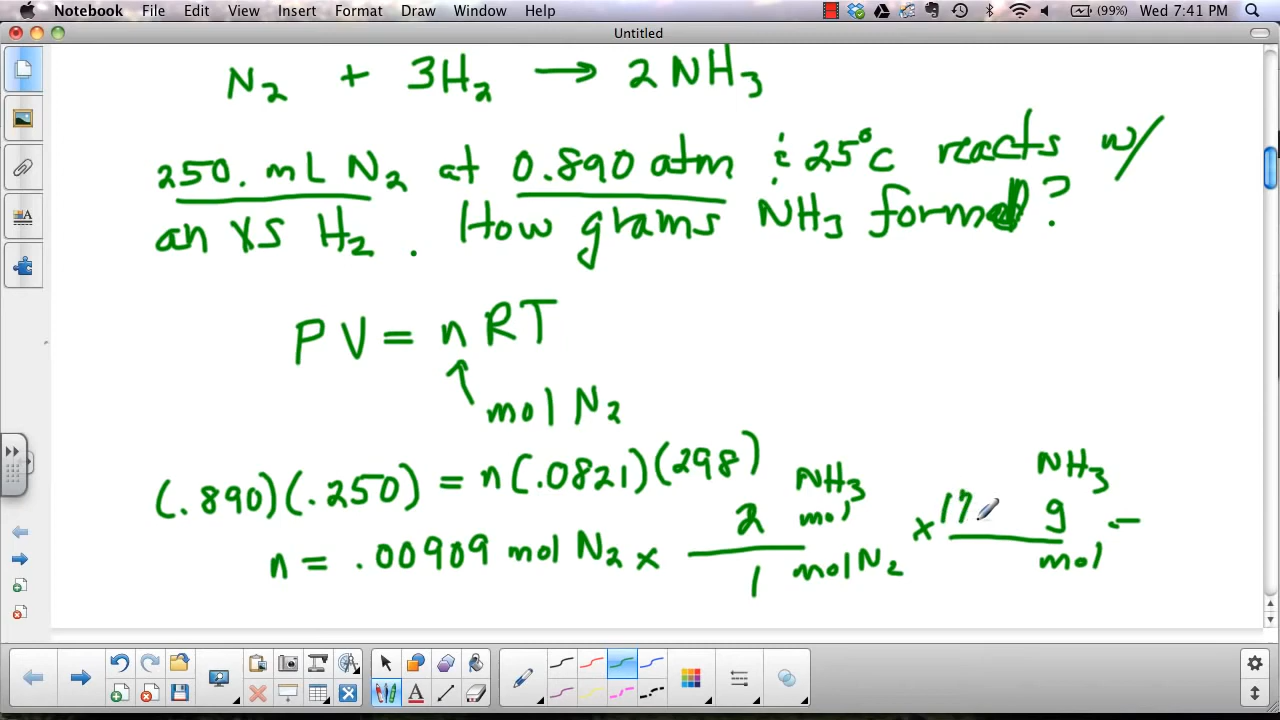 Notebook File Edit View Insert Format Draw Window Help (99%) Wed 7:41 PM
Untitled
N2 + 3H2 → 2NH3
250. mL N2 at 0.890 atm & 25°C reacts w/
an XS H2. How grams NH3 form?
PV = nRT
↑
mol N2
(.890)(.250) = n(.0821)(298)
n = .00909 mol N2 x 2 NH3 mol / 1 mol N2 x 17 NH3 g / mol =
A